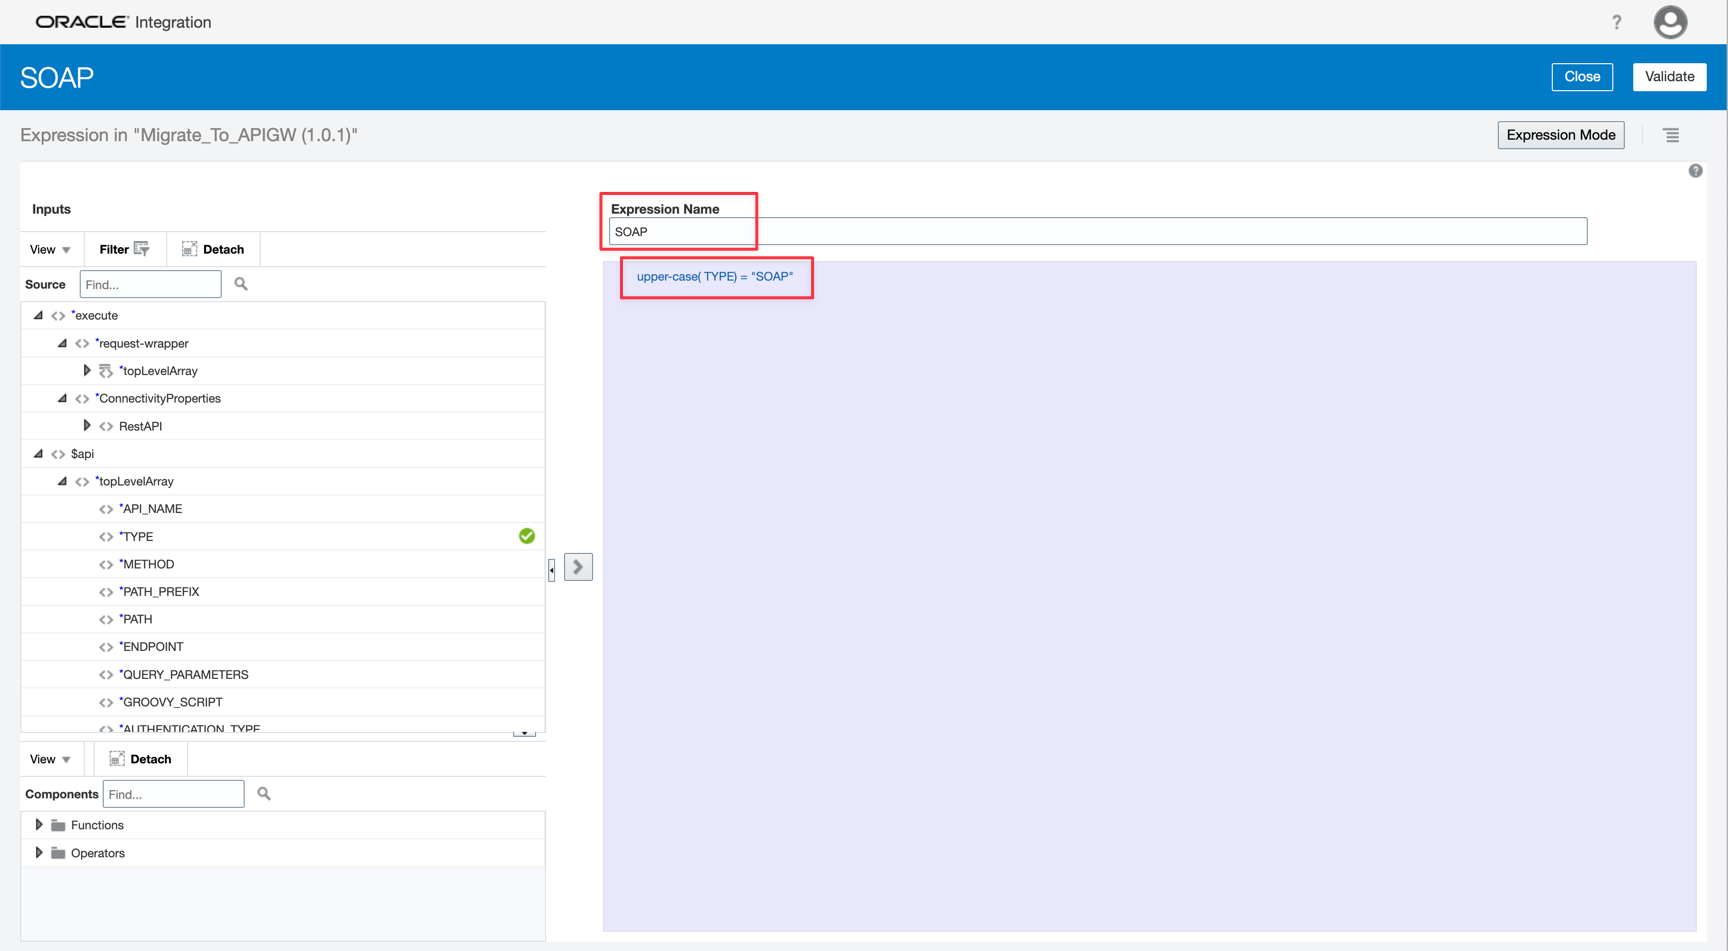 ORACLE Integration
?
SOAP
Close
Validate
Expression in "Migrate_To_APIGW (1.0.1)"
Expression Mode
?
Inputs
View
Filter
Detach
Source
Find...
<> *execute
<> *request-wrapper
*topLevelArray
<> *ConnectivityProperties
<> RestAPI
<> $api
<> *topLevelArray
<> *API_NAME
<> *TYPE
<> *METHOD
<> *PATH_PREFIX
<> *PATH
<> *ENDPOINT
<> *QUERY_PARAMETERS
<> *GROOVY_SCRIPT
<> *AUTHENTICATION_TYPE
View
Detach
Components
Find...
Functions
Operators
Expression Name
SOAP
upper-case( TYPE) = "SOAP"